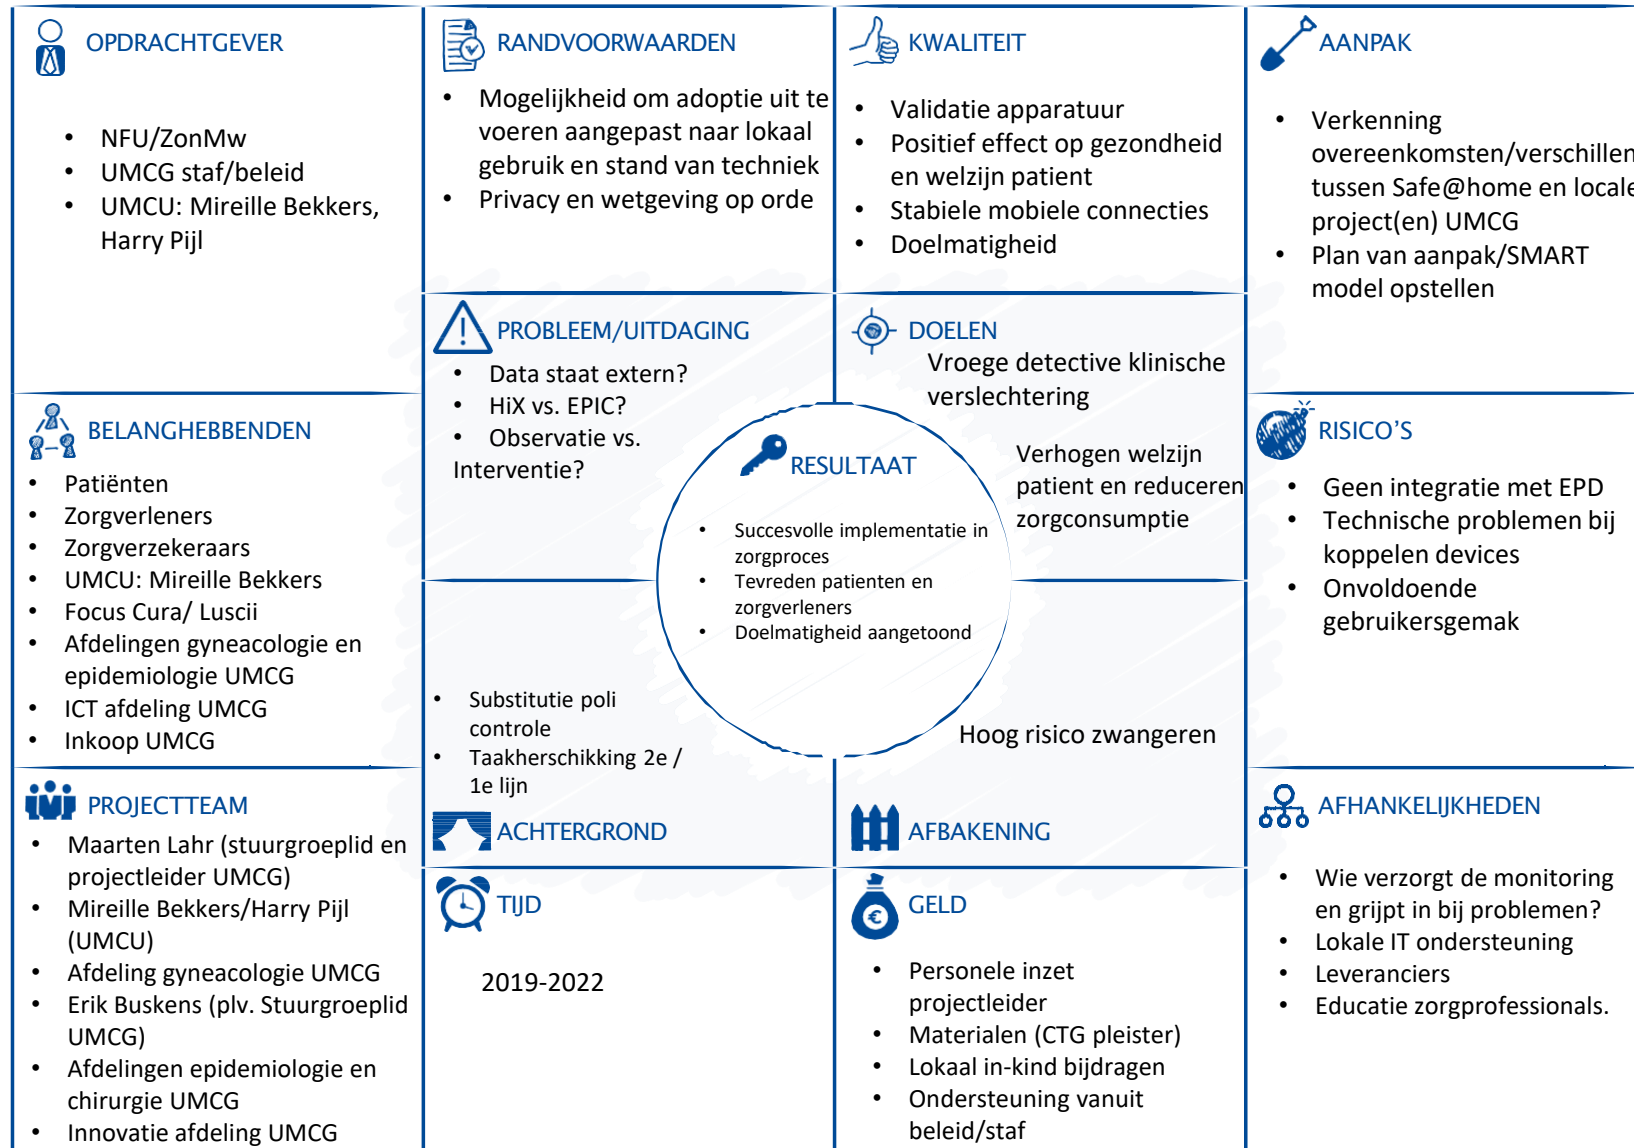 OPDRACHTGEVER
• NFU/ZonMw
• UMCG staf/beleid
• UMCU: Mireille Bekkers,
Harry Pijl
RANDVOORWAARDEN
• Mogelijkheid om adoptie uit te
voeren aangepast naar lokaal
gebruik en stand van techniek
• Privacy en wetgeving op orde
KWALITEIT
• Validatie apparatuur
• Positief effect op gezondheid
en welzijn patient
• Stabiele mobiele connecties
• Doelmatigheid
AANPAK
• Verkenning
overeenkomsten/verschillen
tussen Safe@home en locale
project(en) UMCG
• Plan van aanpak/SMART
model opstellen
PROBLEEM/UITDAGING
• Data staat extern?
• HiX vs. EPIC?
• Observatie vs.
Interventie?
DOELEN
Vroege detective klinische
verslechtering
Verhogen welzijn
patient en reduceren
zorgconsumptie
BELANGHEBBENDEN
• Patiënten
• Zorgverleners
• Zorgverzekeraars
• UMCU: Mireille Bekkers
• Focus Cura/ Luscii
• Afdelingen gyneacologie en
epidemiologie UMCG
• ICT afdeling UMCG
• Inkoop UMCG
RESULTAAT
• Succesvolle implementatie in
zorgproces
• Tevreden patienten en
zorgverleners
• Doelmatigheid aangetoond
RISICO'S
• Geen integratie met EPD
• Technische problemen bij
koppelen devices
• Onvoldoende
gebruikersgemak
• Substitutie poli
controle
• Taakherschikking 2e /
1e lijn
ACHTERGROND
Hoog risico zwangeren
AFBAKENING
PROJECTTEAM
• Maarten Lahr (stuurgroeplid en
projectleider UMCG)
• Mireille Bekkers/Harry Pijl
(UMCU)
• Afdeling gyneacologie UMCG
• Erik Buskens (plv. Stuurgroeplid
UMCG)
• Afdelingen epidemiologie en
chirurgie UMCG
• Innovatie afdeling UMCG
TIJD
2019-2022
GELD
€
• Personele inzet
projectleider
• Materialen (CTG pleister)
• Lokaal in-kind bijdragen
• Ondersteuning vanuit
beleid/staf
AFHANKELIJKHEDEN
• Wie verzorgt de monitoring
en grijpt in bij problemen?
• Lokale IT ondersteuning
• Leveranciers
• Educatie zorgprofessionals.